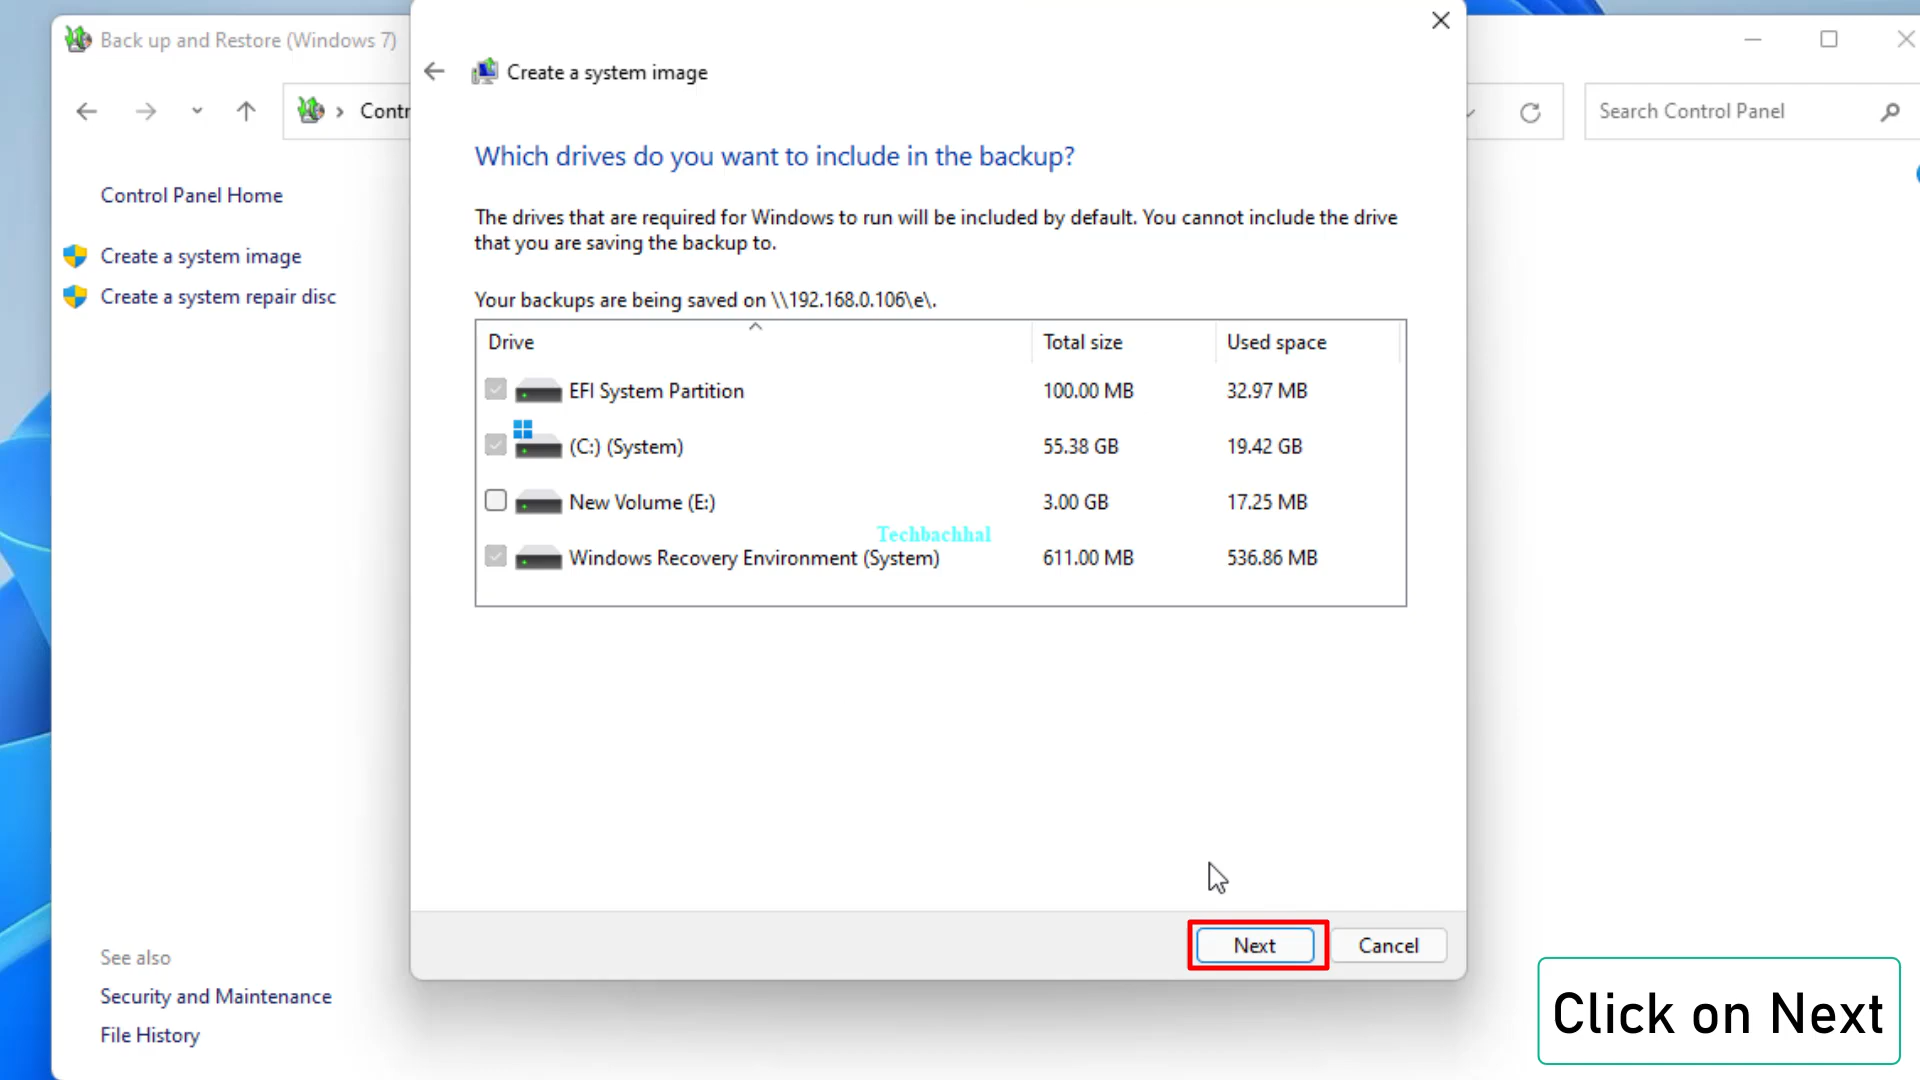 Back up and Restore (Windows 7)
Contr
Search Control Panel
Control Panel Home
Create a system image
Create a system repair disc
See also
Security and Maintenance
File History
Create a system image
Which drives do you want to include in the backup?
The drives that are required for Windows to run will be included by default. You cannot include the drive
that you are saving the backup to.
Your backups are being saved on \\192.168.0.106\e\.
Drive Total size Used space
EFI System Partition 100.00 MB 32.97 MB
(C:) (System) 55.38 GB 19.42 GB
New Volume (E:) 3.00 GB 17.25 MB
Techbachhal
Windows Recovery Environment (System) 611.00 MB 536.86 MB
Next Cancel
Click on Next